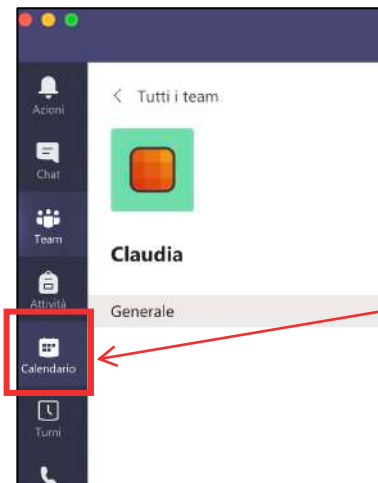 Azioni
Chat
Team
Attività
Calendario
Turni
< Tutti i team
Claudia
Generale